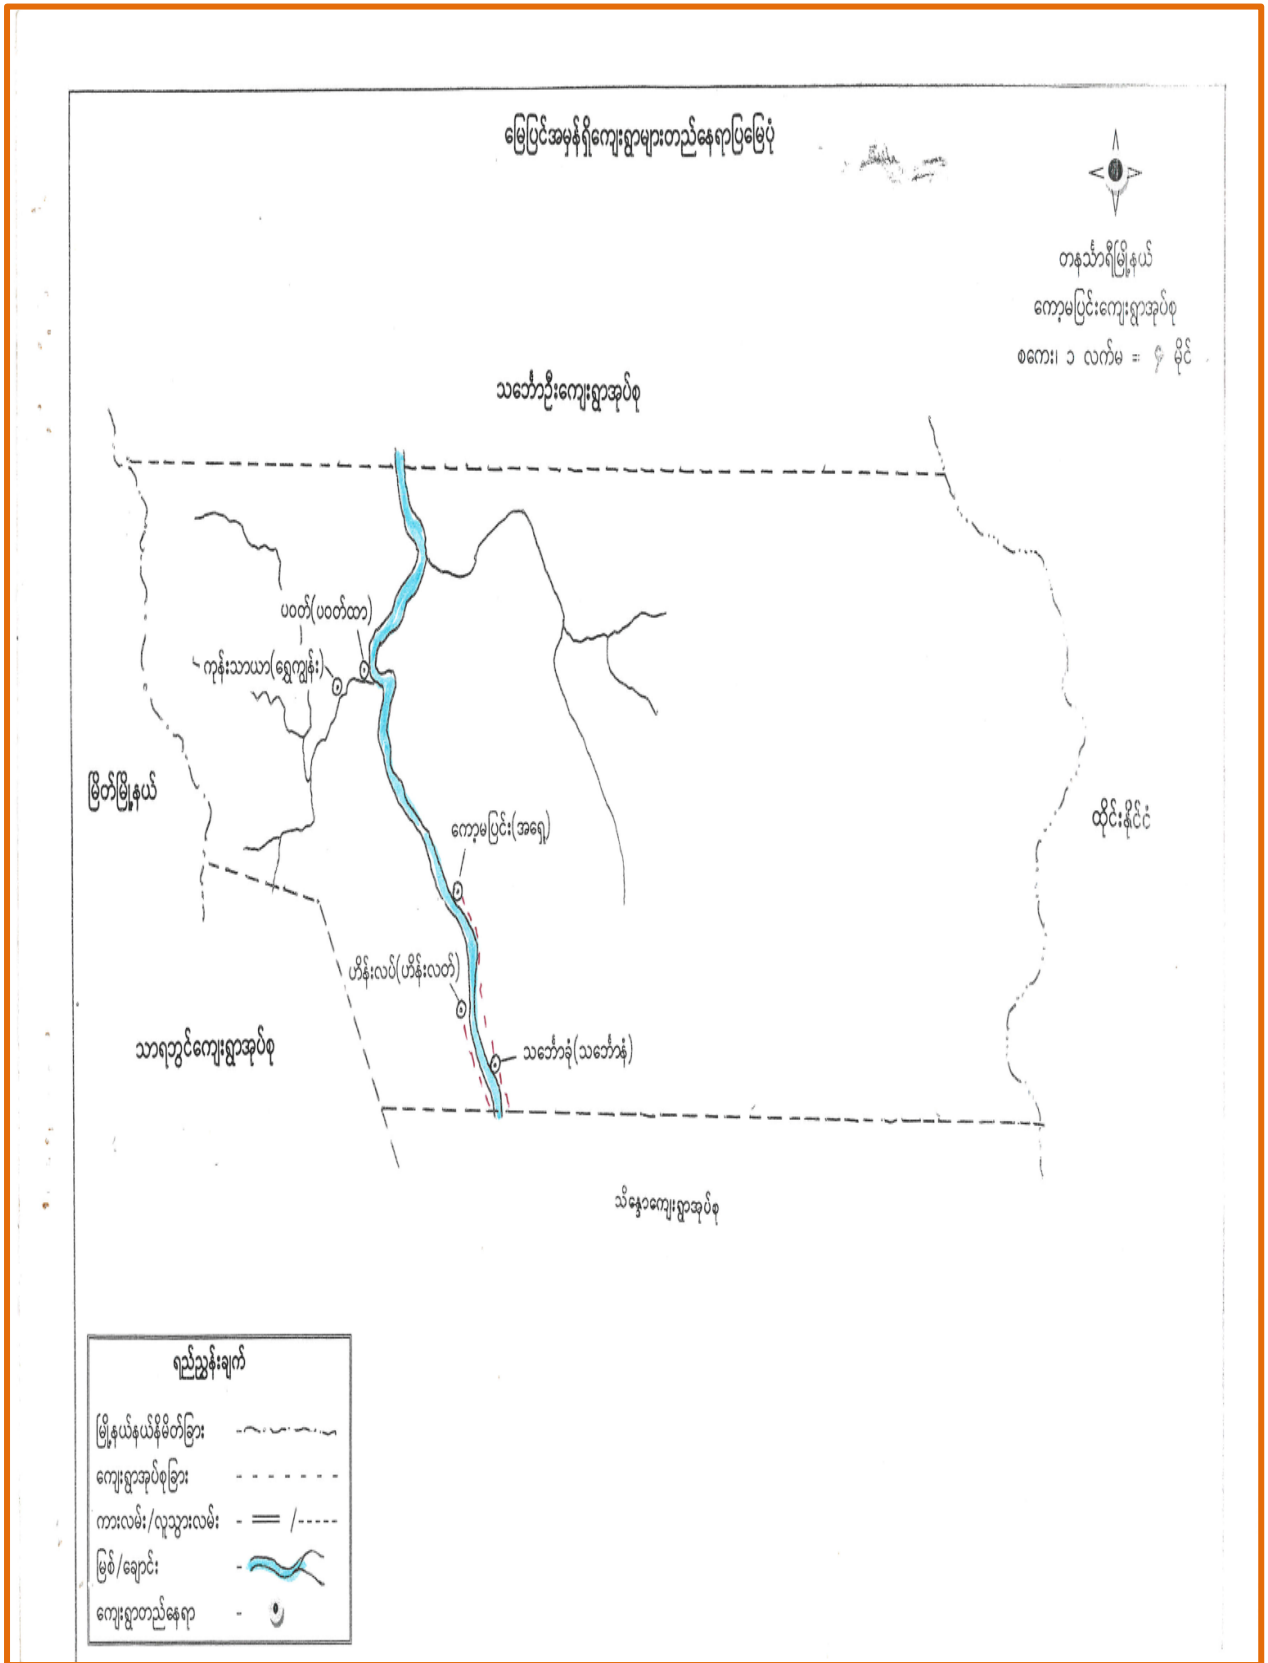 မြေပြင်အမှန်ရှိကျေးရွာများတည်နေရာပြမြေပုံ
တနင်္သာရီမြို့နယ်
ကော့မပြင်းကျေးရွာအုပ်စု
စကေး၊ ၁ လက်မ = မိုင်
သင်္ဘောဦးကျေးရွာအုပ်စု
ပဝတ်(ပဝတ်ထာ)
ကုန်းသာယာ(ရွှေကျွန်း)
မြိတ်မြို့နယ်
ကော့မပြင်း(အရှေ့)
ထိုင်းနိုင်ငံ
ဟိန်းလပ်(ဟိန်းလတ်)
သာရဘွင်ကျေးရွာအုပ်စု
သင်္ဘောခုံ(သင်္ဘောနံ)
သိန္ဒောကျေးရွာအုပ်စု
ရည်ညွှန်းချက်
မြို့နယ်နယ်နိမိတ်ခြား -
ကျေးရွာအုပ်စုခြား -
ကားလမ်း/လူသွားလမ်း - /
မြစ်/ချောင်း -
ကျေးရွာတည်နေရာ -